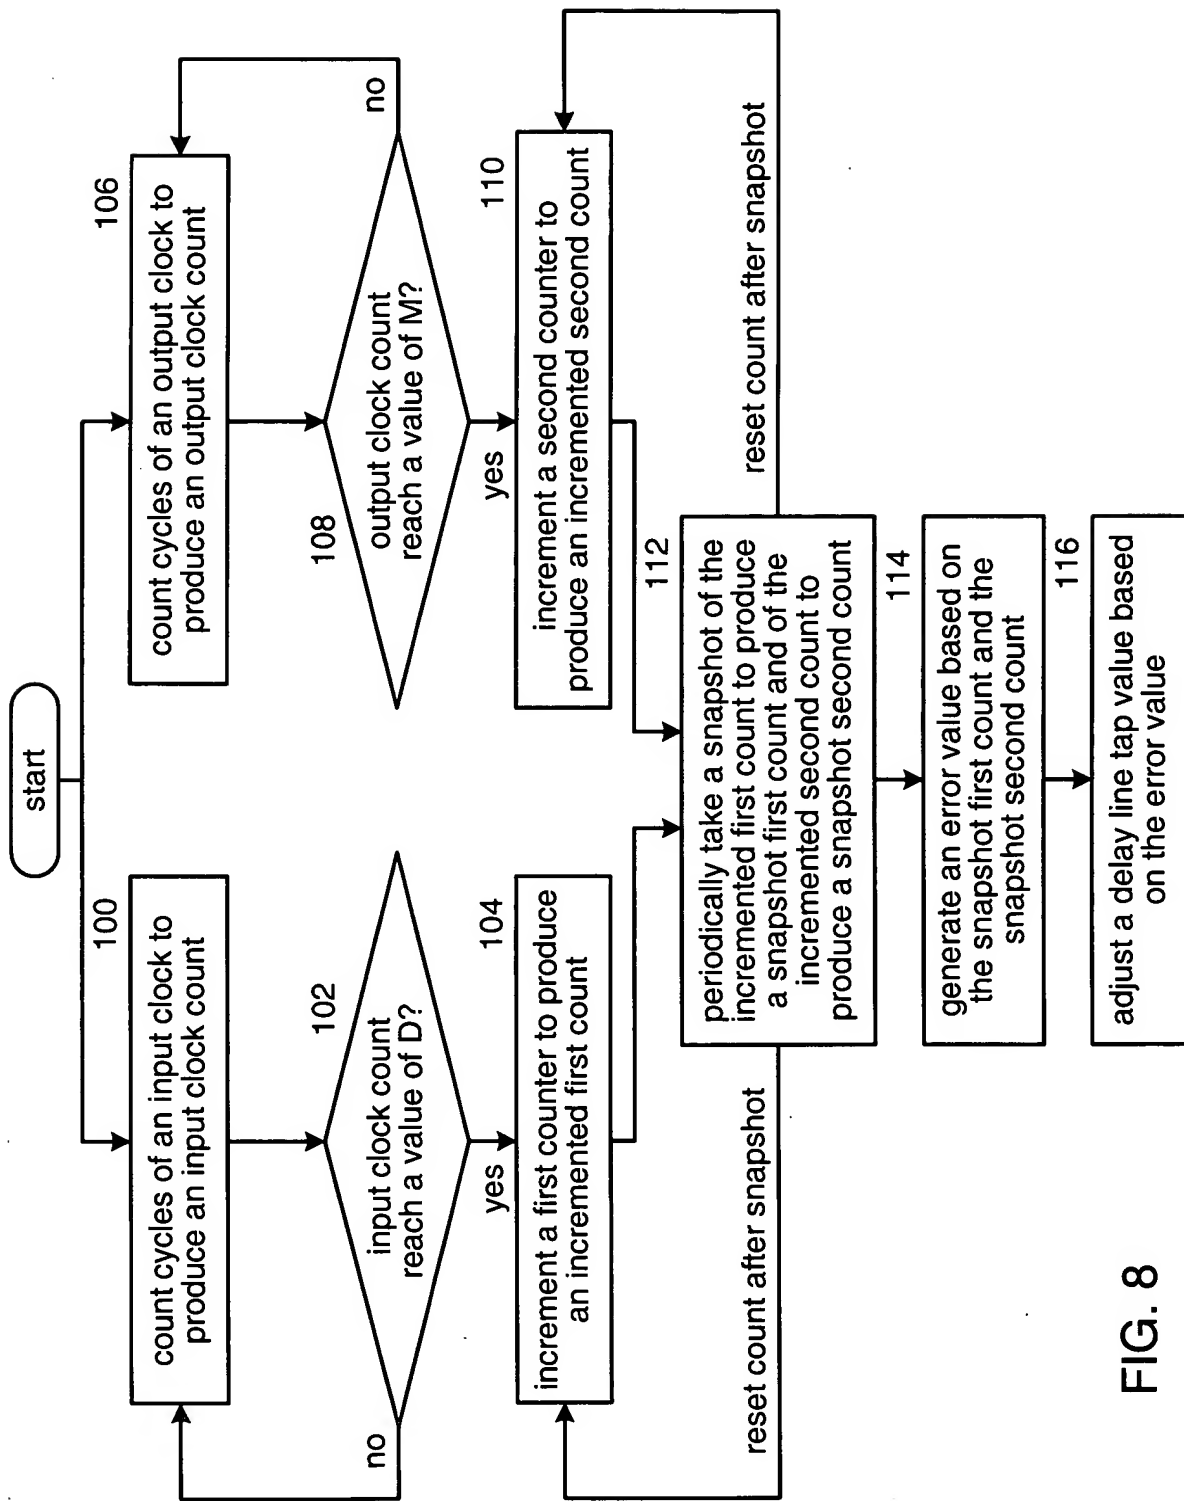 start
100
count cycles of an input clock to
produce an input clock count
102
input clock count
reach a value of D?
no
yes
104
increment a first counter to produce
an incremented first count
106
count cycles of an output clock to
produce an output clock count
108
output clock count
reach a value of M?
no
yes
110
increment a second counter to
produce an incremented second count
112
periodically take a snapshot of the
incremented first count to produce
a snapshot first count and of the
incremented second count to
produce a snapshot second count
reset count after snapshot
reset count after snapshot
114
generate an error value based on
the snapshot first count and the
snapshot second count
116
adjust a delay line tap value based
on the error value
FIG. 8